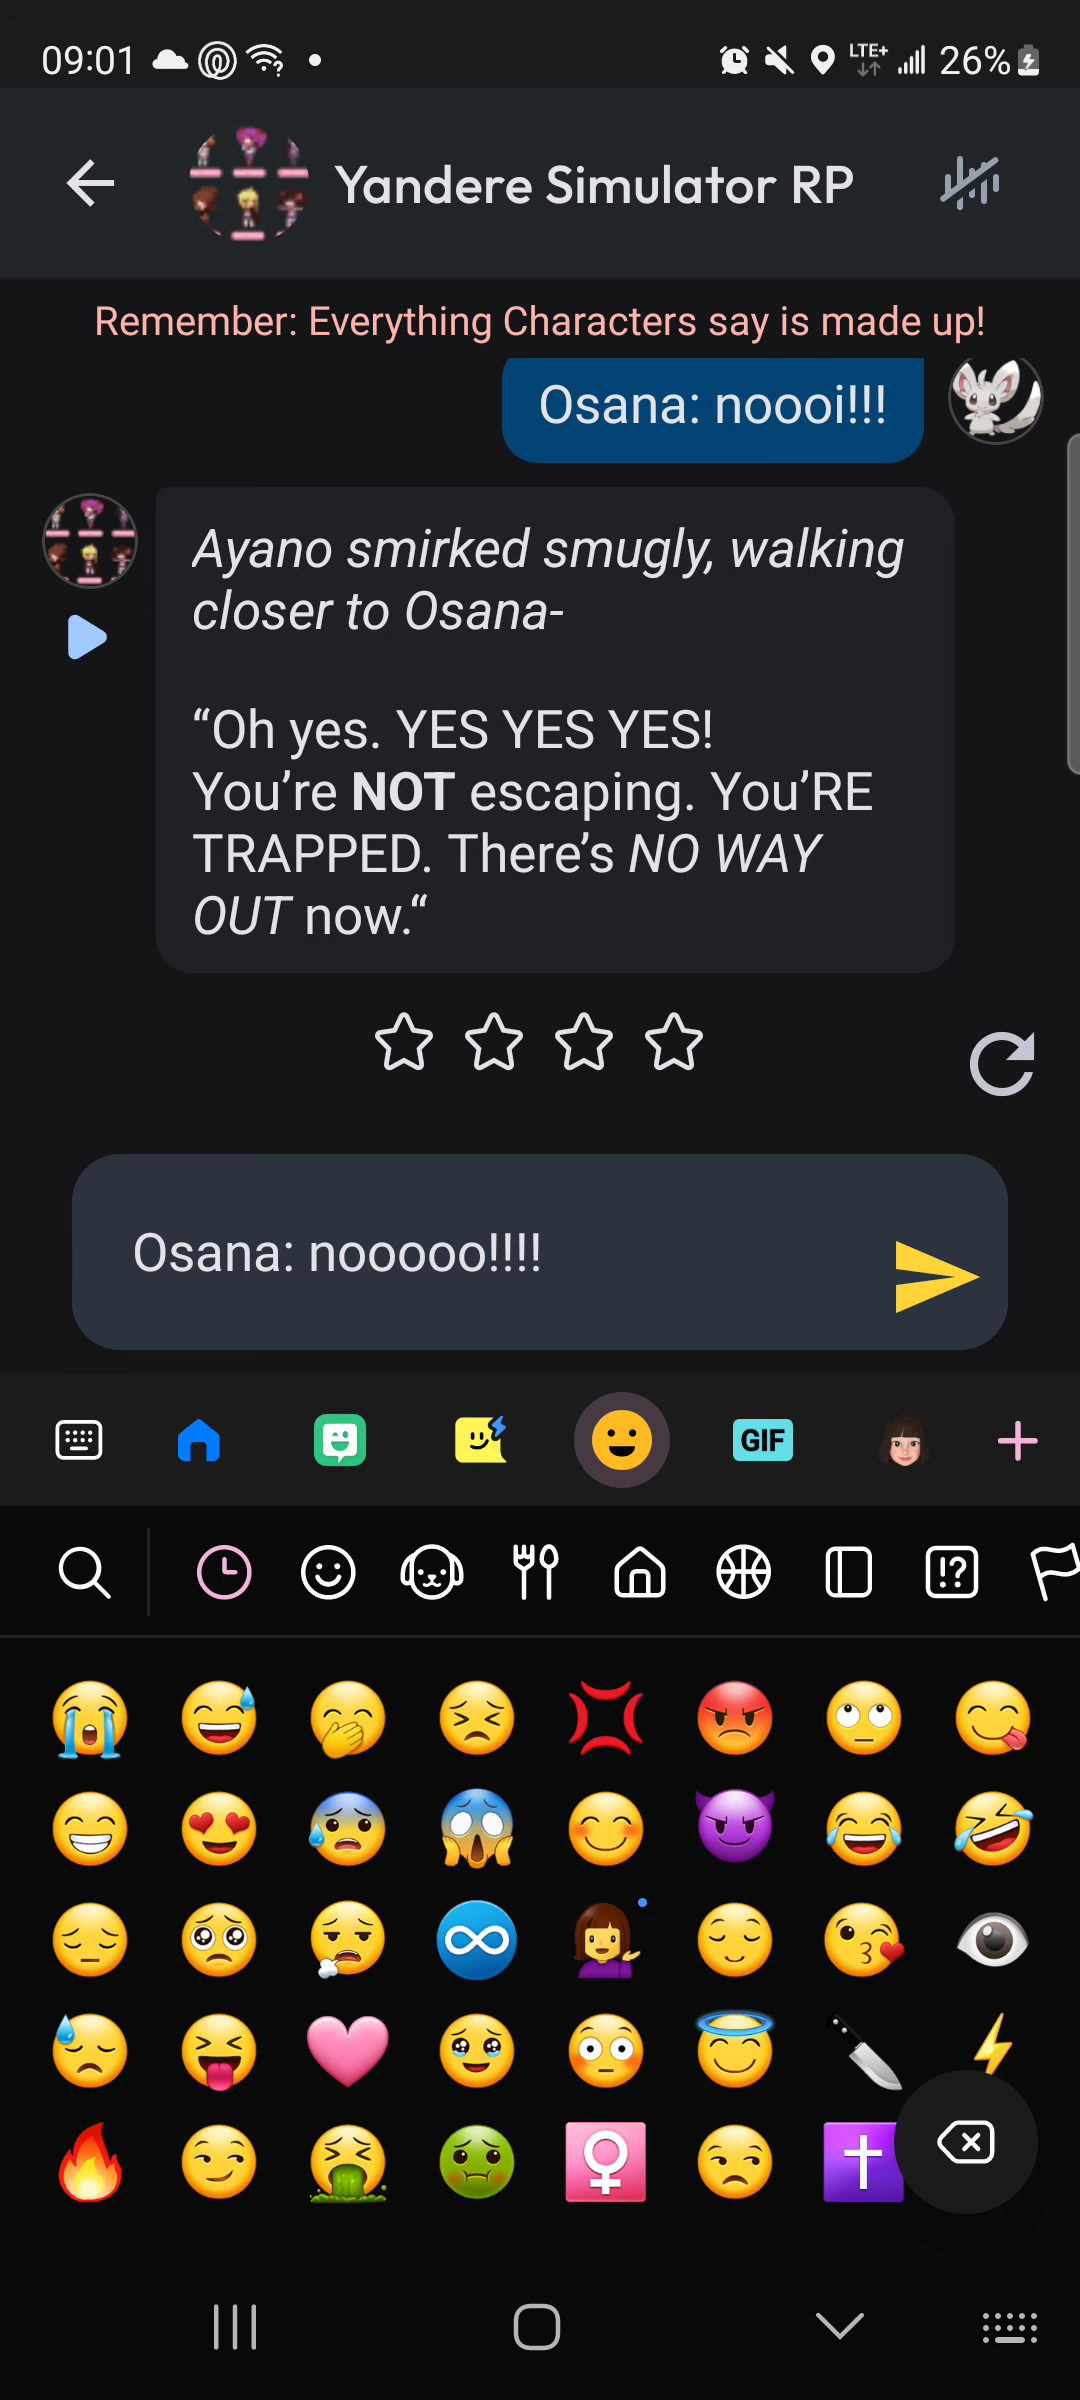 09:01
LTE+
26%
Yandere Simulator RP
Remember: Everything Characters say is made up!
Osana: noooi!!!
Ayano smirked smugly, walking
closer to Osana-
“Oh yes. YES YES YES!
You’re NOT escaping. You’RE
TRAPPED. There’s NO WAY
OUT now.“
Osana: nooooo!!!!
GIF
!?